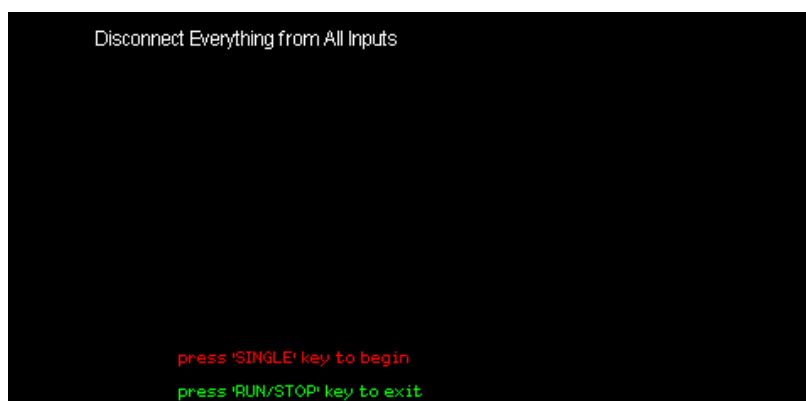 Disconnect Everything from All Inputs
press 'SINGLE' key to begin
press 'RUN/STOP' key to exit